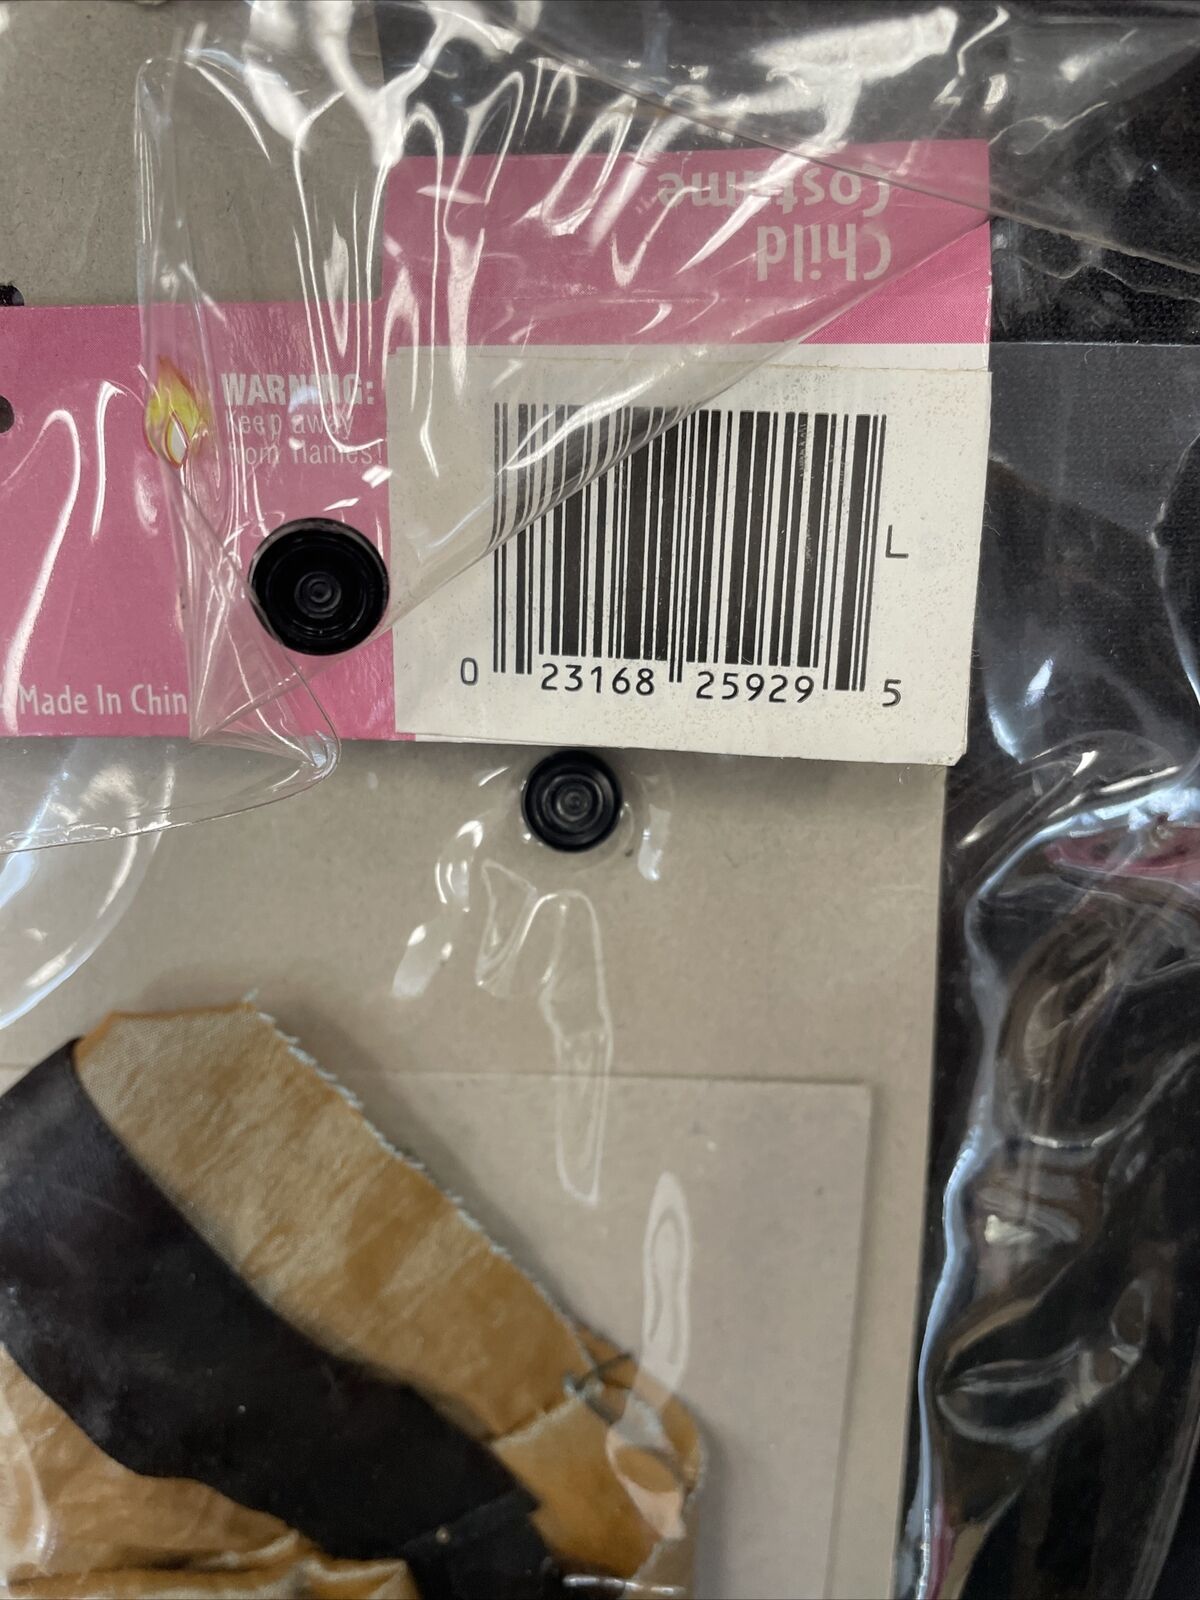 Child
Costume
WARNING:
Keep away
from flames!
L
0 23168 25929 5
Made In Chin